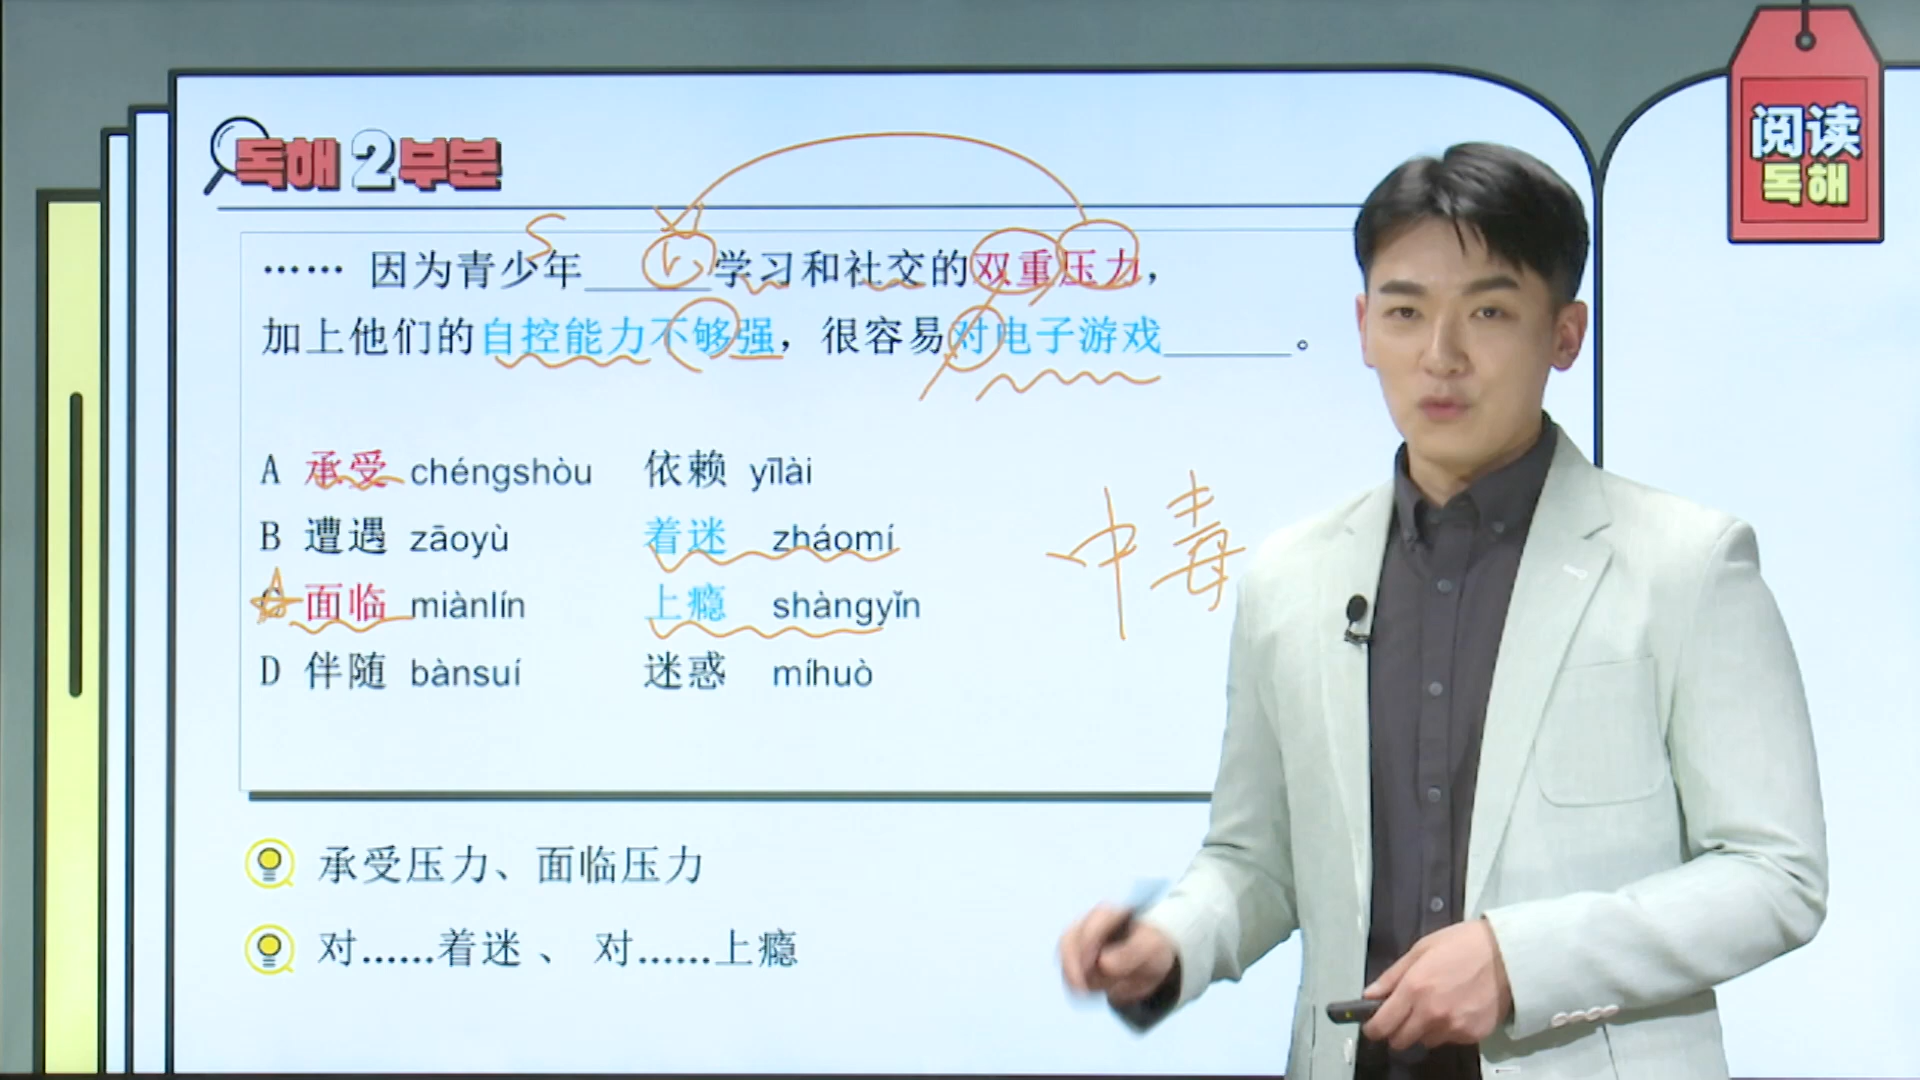 阅读
독해
독해 2부분
S
V
…… 因为青少年______学习和社交的双重压力，
加上他们的自控能力不够强，很容易对电子游戏______。
A 承受 chéngshòu 依赖 yīlài
B 遭遇 zāoyù 着迷 zháomí
C 面临 miànlín 上瘾 shàngyǐn
D 伴随 bànsuí 迷惑 míhuò
中毒
承受压力、面临压力
对……着迷 、 对……上瘾